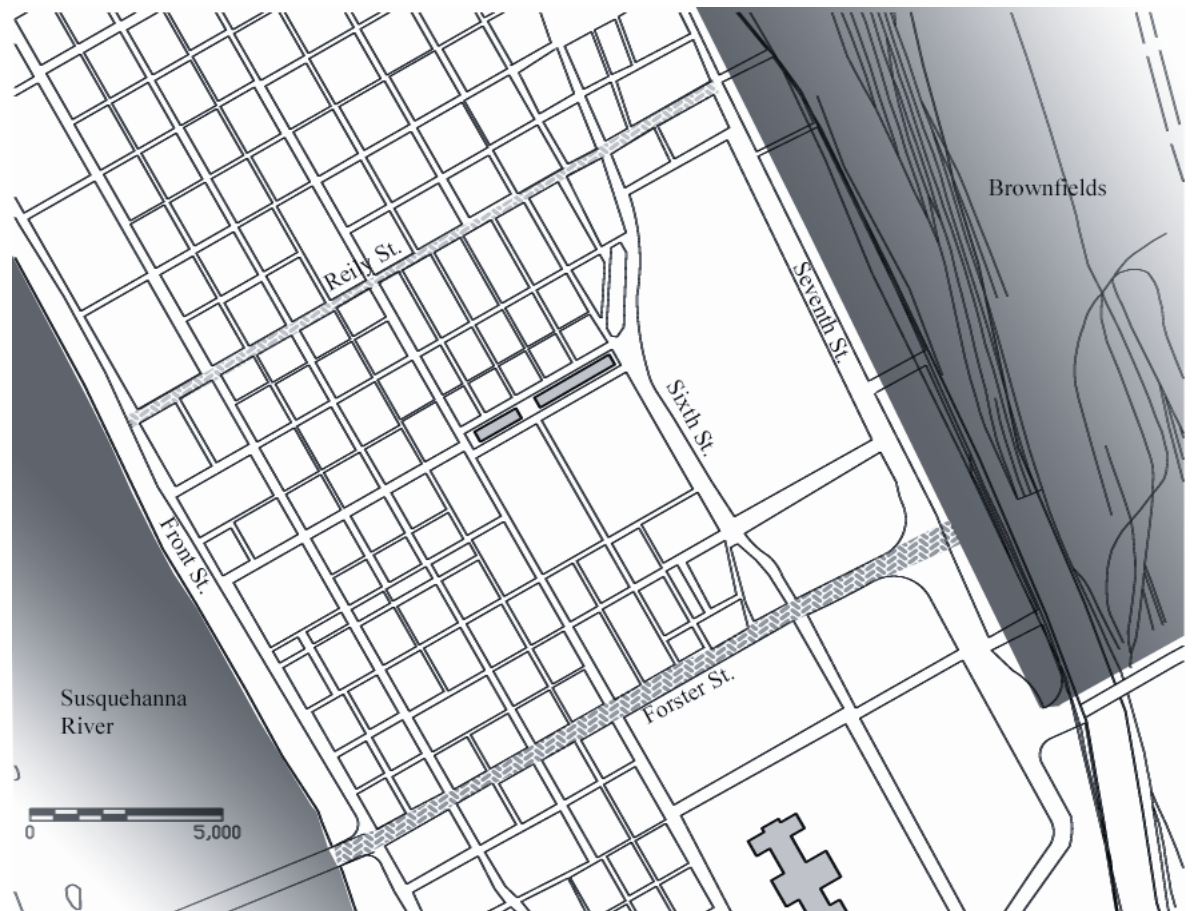 Brownfields
Reily St.
Seventh St.
Sixth St.
Front St.
Susquehanna
River
Forster St.
0 5,000